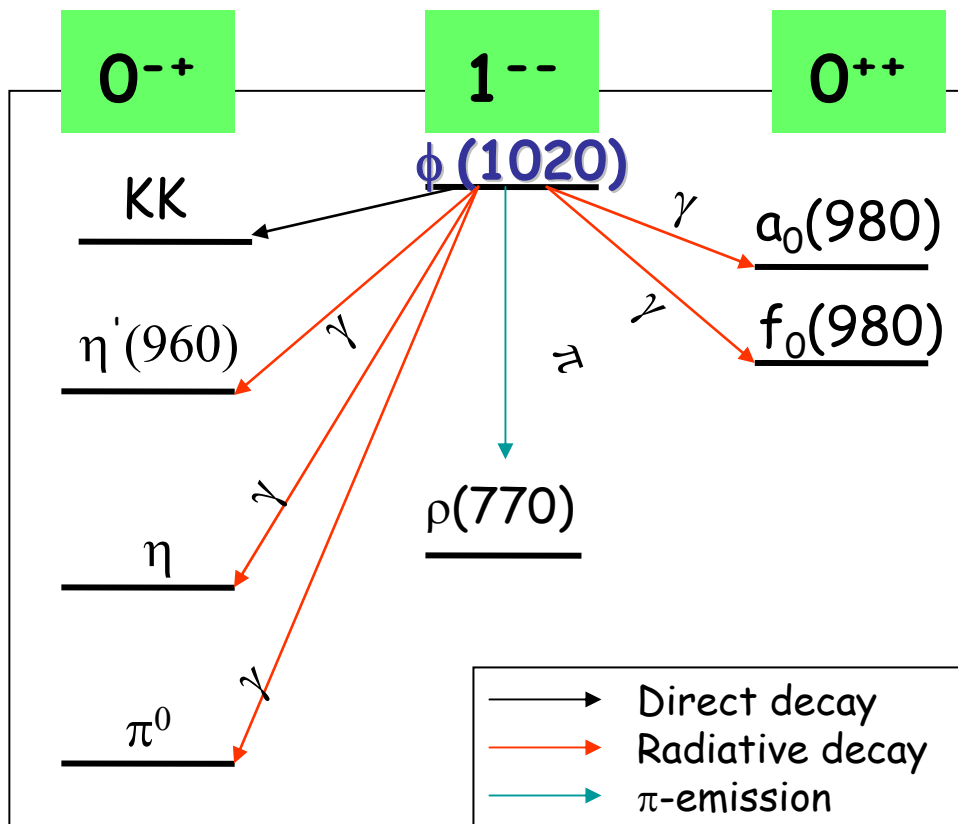 0⁻⁺ 1⁻⁻ 0⁺⁺
ϕ (1020)
KK
γ
a₀(980)
γ
f₀(980)
γ
η'(960)
π
γ
ρ(770)
η
γ
π⁰
Direct decay
Radiative decay
π-emission